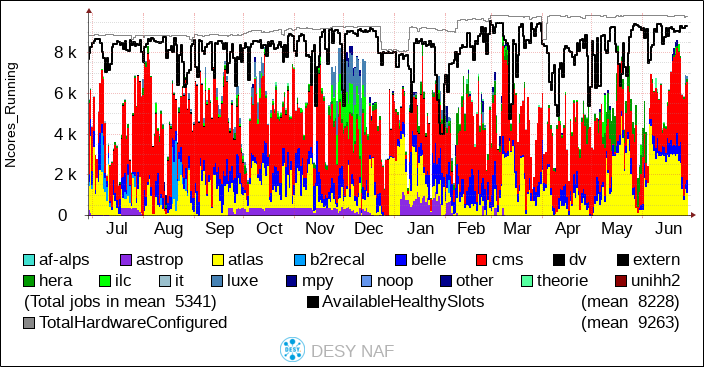 Ncores_Running
8 k
6 k
4 k
2 k
0
Jul Aug Sep Oct Nov Dec Jan Feb Mar Apr May Jun
af-alps astrop atlas b2recal belle cms dv extern
hera ilc it luxe mpy noop other theorie unihh2
(Total jobs in mean 5341) AvailableHealthySlots (mean 8228)
TotalHardwareConfigured (mean 9263)
DESY
DESY NAF